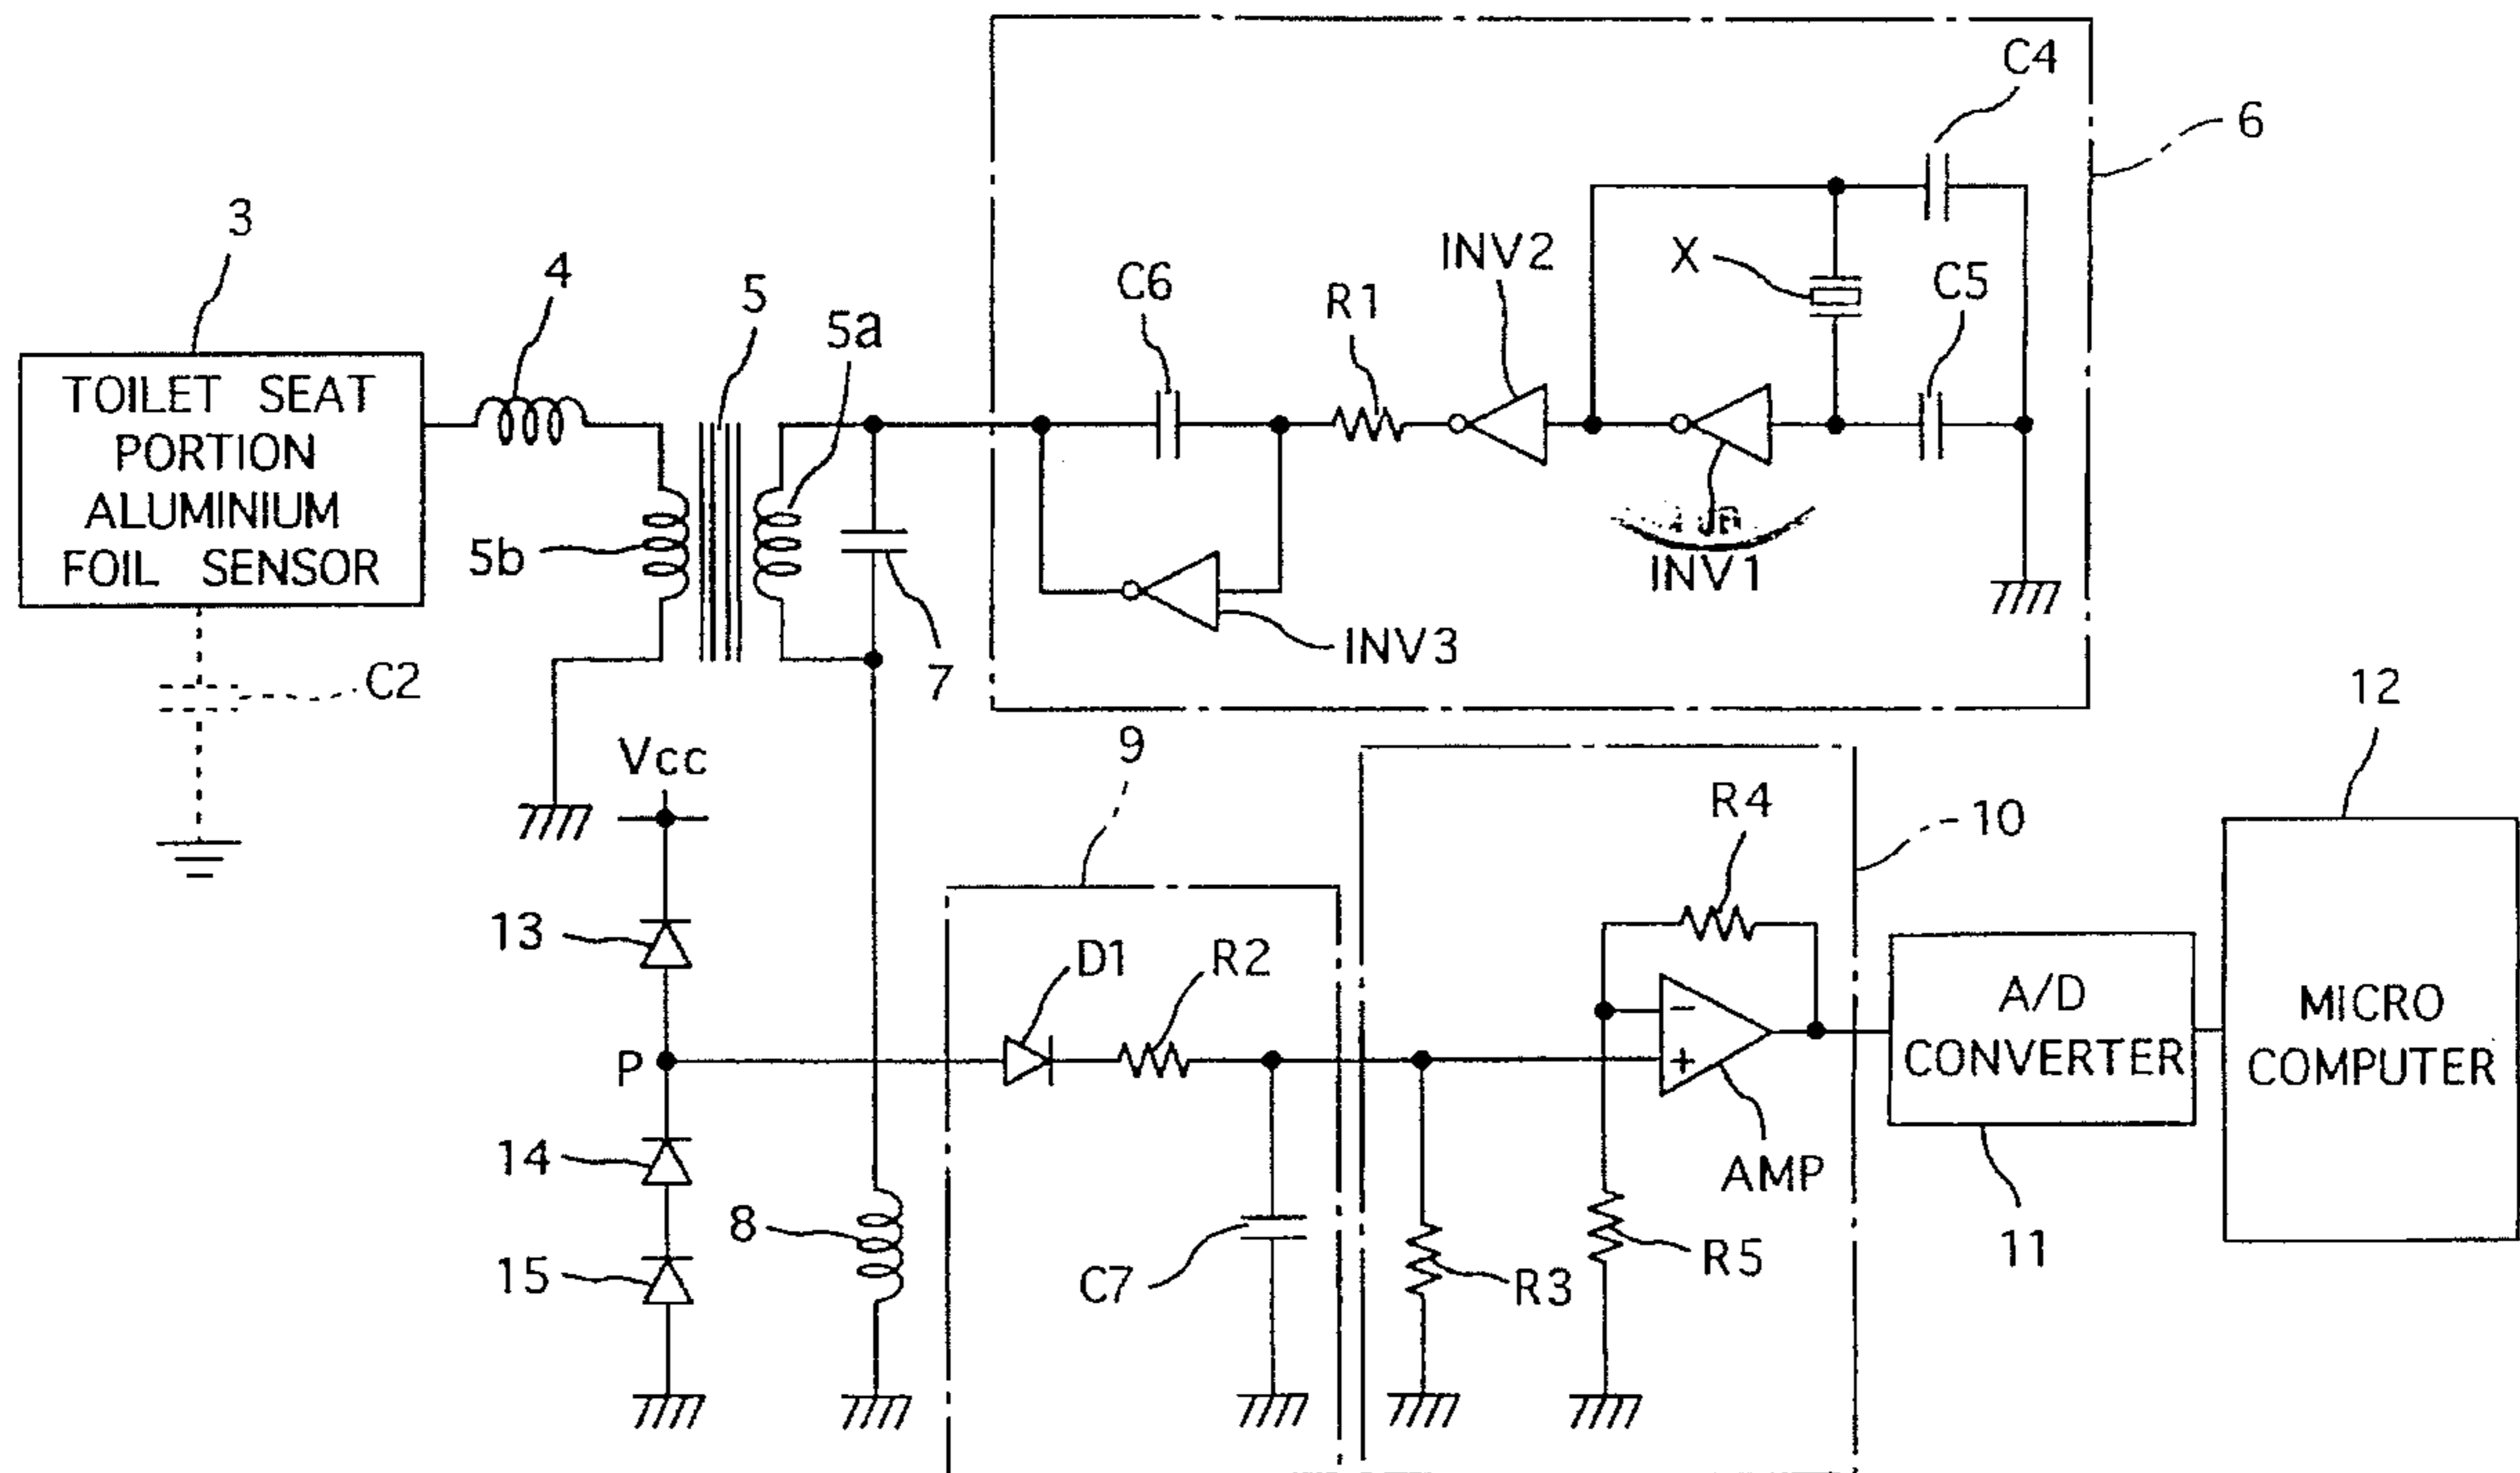 C4
6
3
4
5
5a
C6
R1
INV2
X
C5
TOILET SEAT
PORTION
ALUMINIUM
FOIL SENSOR
5b
INV1
INV3
7
C2
12
Vcc
9
R4
10
13
D1
R2
A/D
CONVERTER
MICRO
COMPUTER
P
−
+
AMP
14
8
15
C7
R3
R5
11